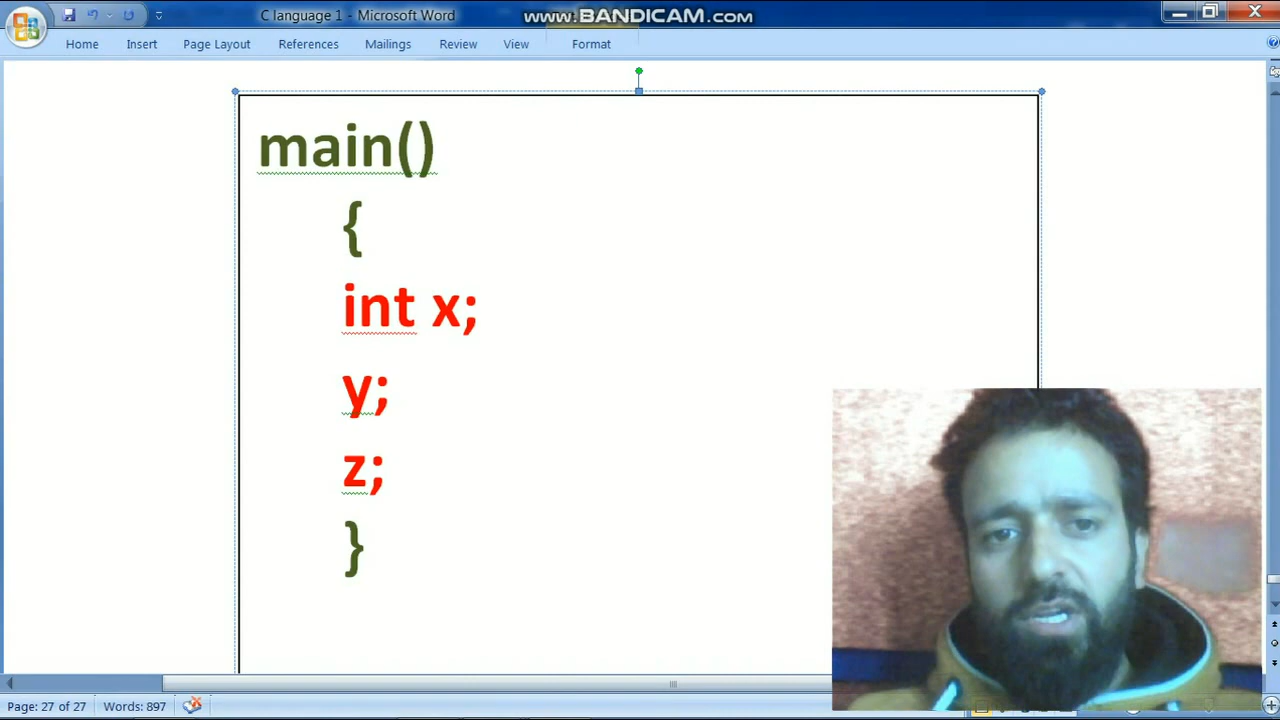 C language 1 - Microsoft Word
www.BANDICAM.com
Home Insert Page Layout References Mailings Review View Format
main()
{
int x;
y;
z;
}
Page: 27 of 27 Words: 897